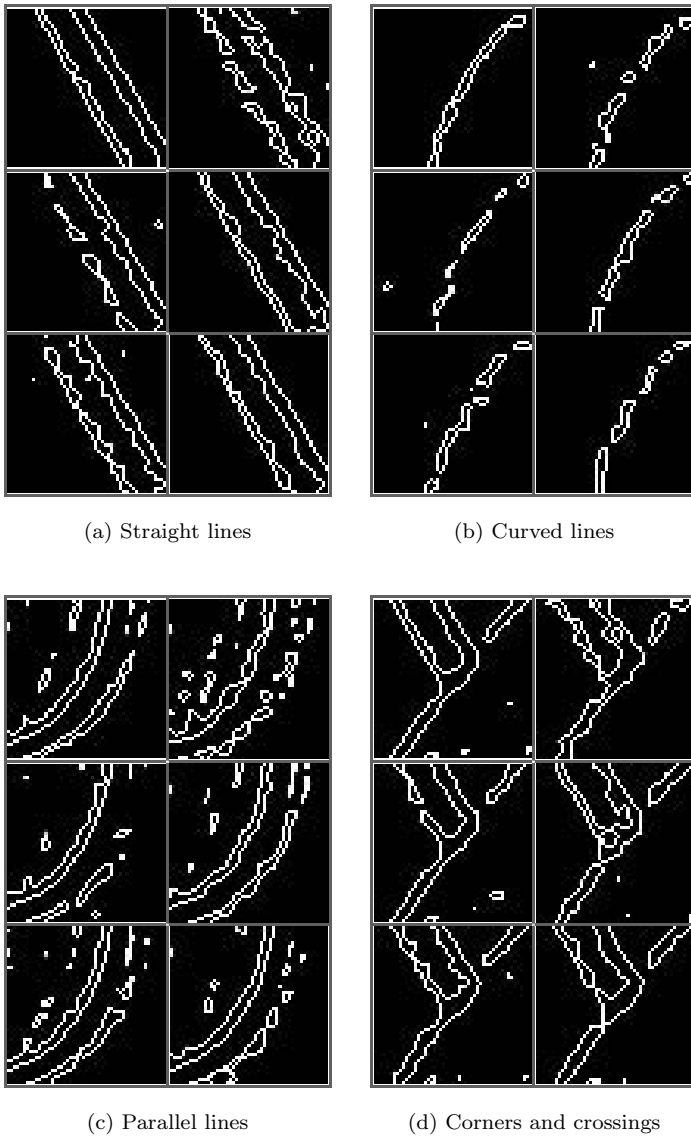 (a) Straight lines
(b) Curved lines
(c) Parallel lines
(d) Corners and crossings